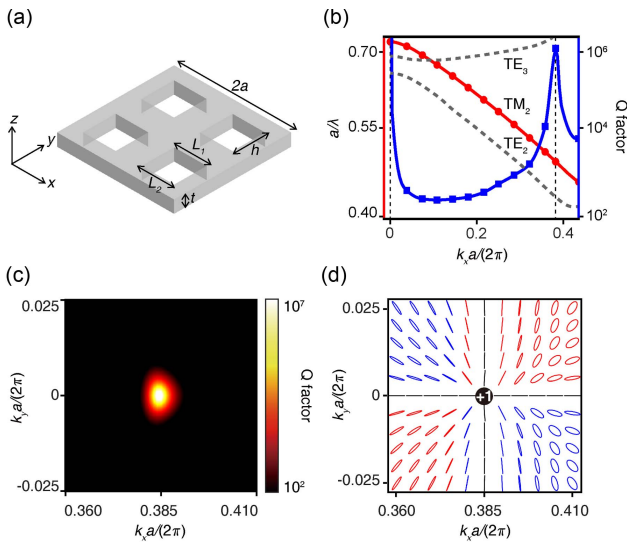 (a)
2a
z
y
x
L1
L2
h
t
(b)
0.70
0.55
0.40
a/λ
TE3
TM2
TE2
10^6
10^4
10^2
Q factor
0
0.2
0.4
kxa/(2π)
(c)
0.025
0
-0.025
kya/(2π)
10^7
Q factor
10^2
0.360
0.385
0.410
kxa/(2π)
(d)
0.025
0
-0.025
kya/(2π)
+1
0.360
0.385
0.410
kxa/(2π)